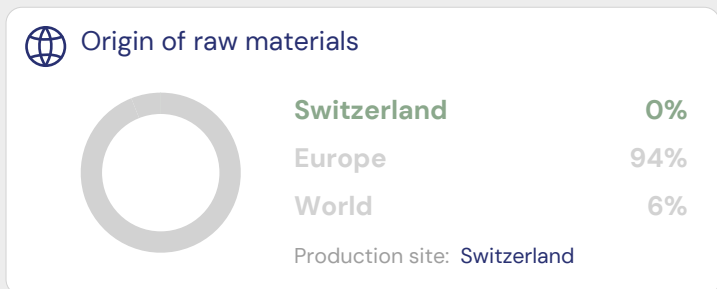 Origin of raw materials
Switzerland 0%
Europe 94%
World 6%
Production site: Switzerland